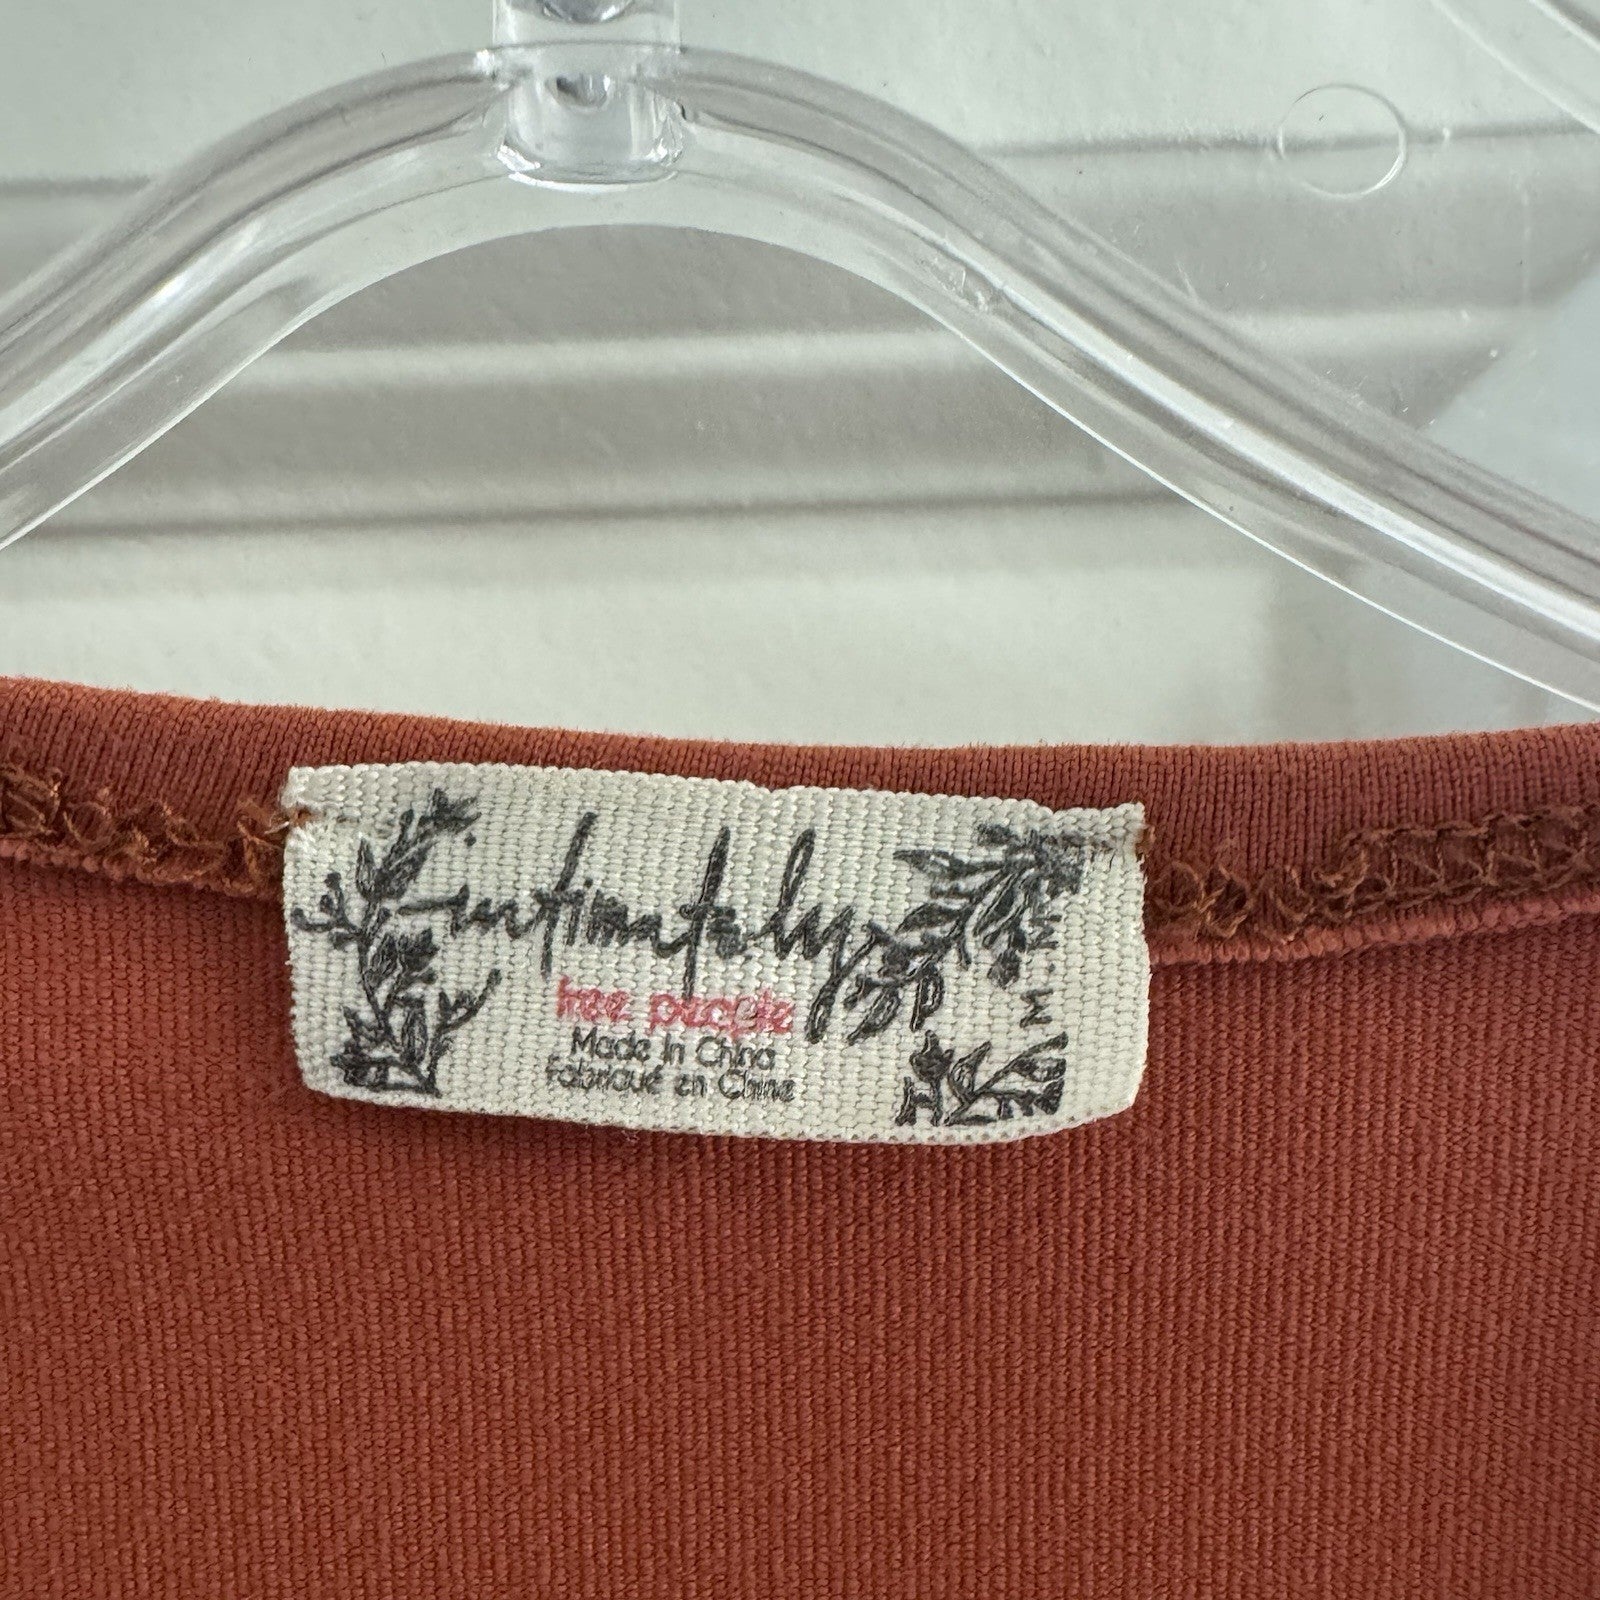 intimately
free people
Made In China
Fabriqué en Chine
M . M